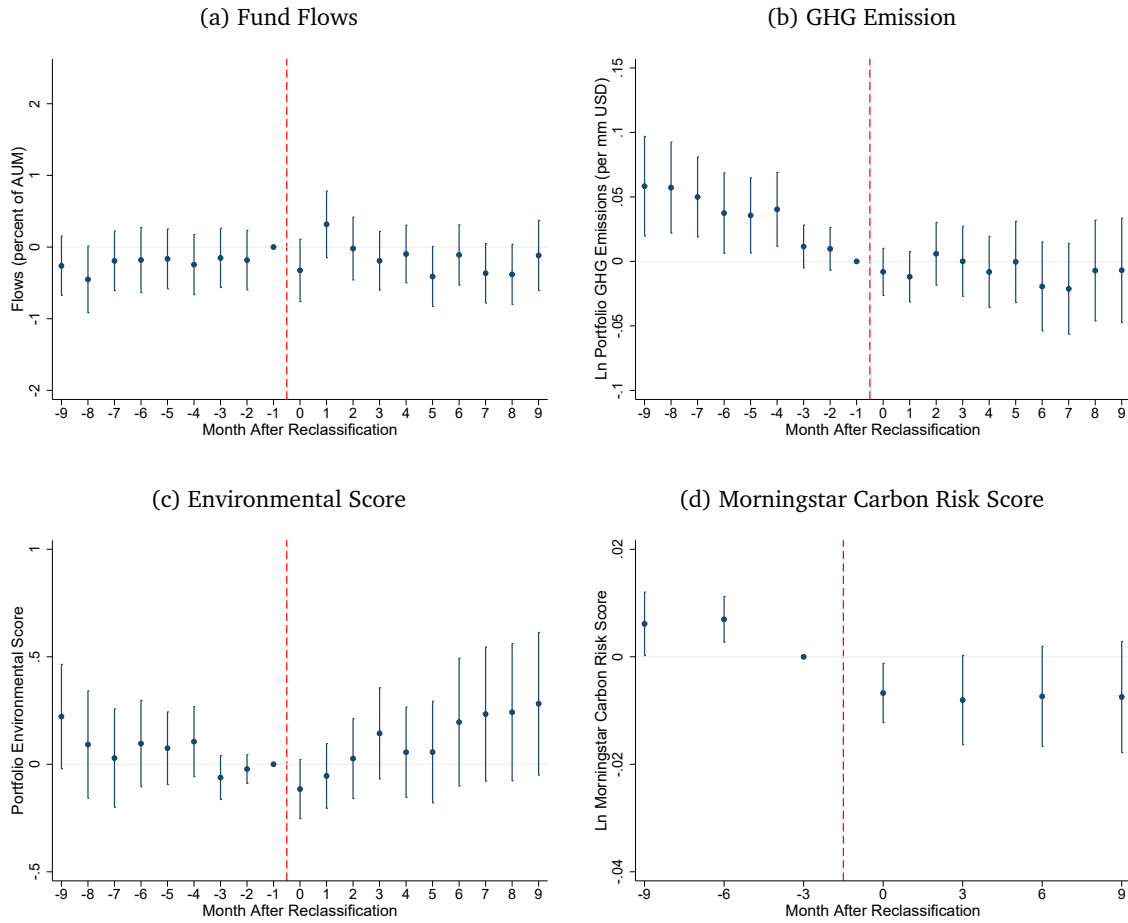 (a) Fund Flows
Flows (percent of AUM)
2
1
0
-1
-2
-9 -8 -7 -6 -5 -4 -3 -2 -1 0 1 2 3 4 5 6 7 8 9
Month After Reclassification
(b) GHG Emission
Ln Portfolio GHG Emissions (per mm USD)
.15
.1
.05
0
-.05
-.1
-9 -8 -7 -6 -5 -4 -3 -2 -1 0 1 2 3 4 5 6 7 8 9
Month After Reclassification
(c) Environmental Score
Portfolio Environmental Score
1
.5
0
-.5
-9 -8 -7 -6 -5 -4 -3 -2 -1 0 1 2 3 4 5 6 7 8 9
Month After Reclassification
(d) Morningstar Carbon Risk Score
Ln Morningstar Carbon Risk Score
.02
0
-.02
-.04
-9 -6 -3 0 3 6 9
Month After Reclassification